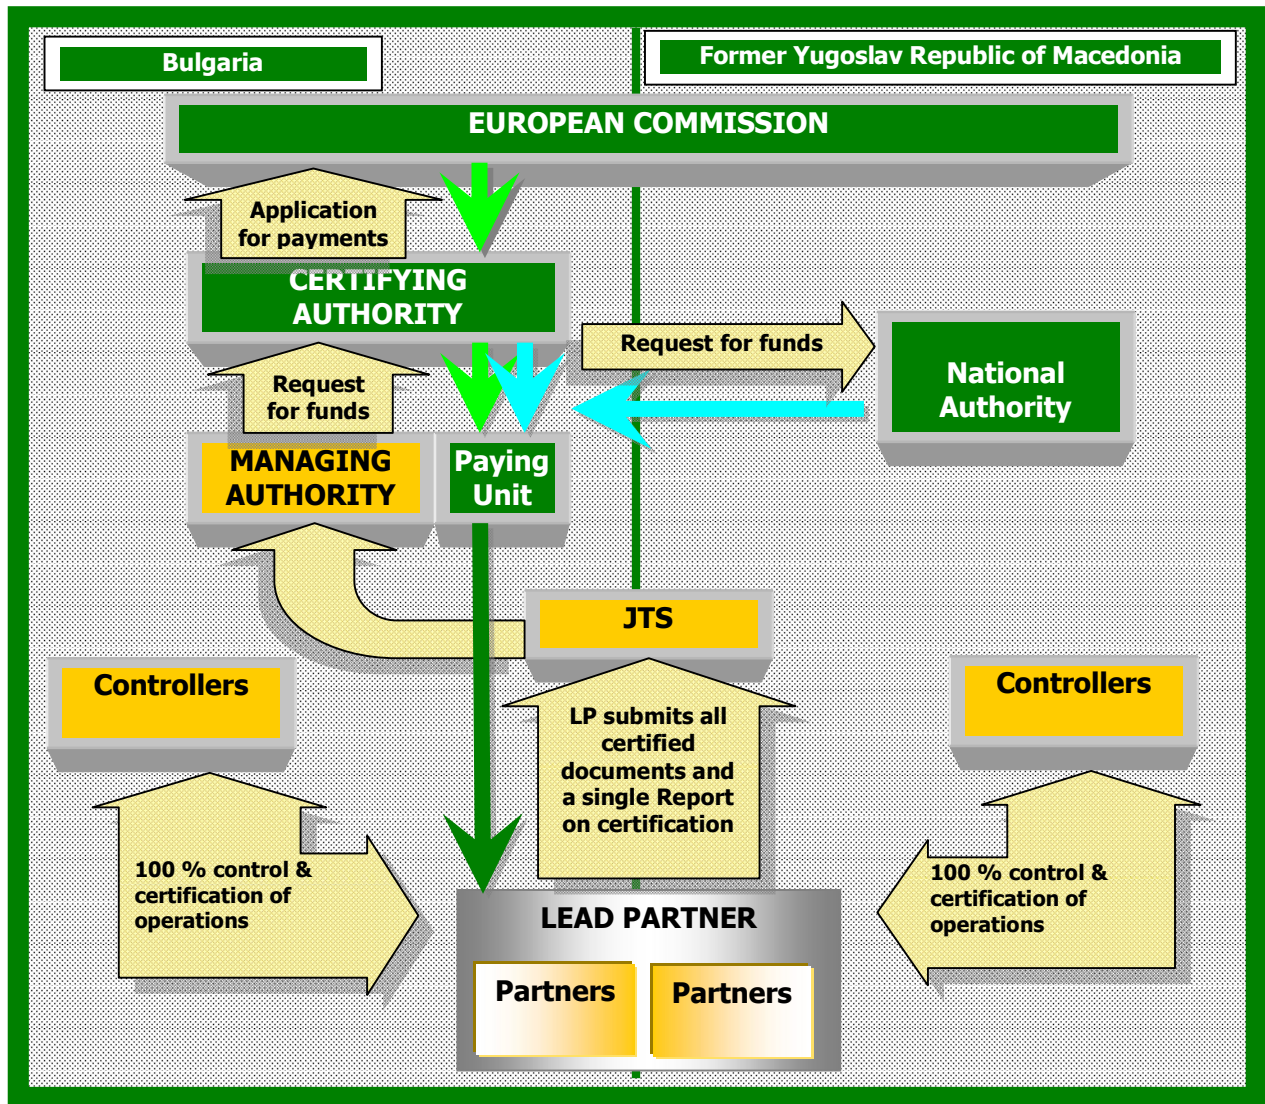 Bulgaria
Former Yugoslav Republic of Macedonia
EUROPEAN COMMISSION
Application
for payments
CERTIFYING
AUTHORITY
Request for funds
National
Authority
Request
for funds
MANAGING
AUTHORITY
Paying
Unit
JTS
Controllers
Controllers
LP submits all
certified
documents and
a single Report
on certification
100 % control &
certification of
operations
100 % control &
certification of
operations
LEAD PARTNER
Partners
Partners